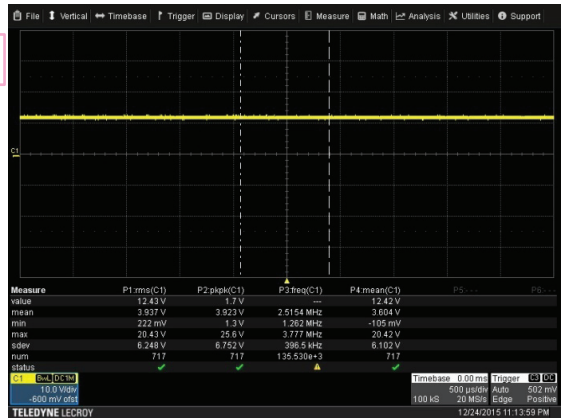 File Vertical Timebase Trigger Display Cursors Measure Math Analysis Utilities Support
C1
Measure P1:rms(C1) P2:pkpk(C1) P3:freq(C1) P4:mean(C1) P5:- - - P6:- - -
value 12.43 V 1.7 V --- 12.42 V
mean 3.937 V 3.923 V 2.5154 MHz 3.604 V
min 222 mV 1.3 V 1.262 MHz -105 mV
max 20.43 V 25.6 V 3.777 MHz 20.42 V
sdev 6.248 V 6.752 V 396.5 kHz 6.102 V
num 717 717 135.530e+3 717
status
C1 BwL DC1M Timebase 0.00 ms Trigger C3 DC
10.0 V/div 500 µs/div Auto 502 mV
-600 mV ofst 100 kS 20 MS/s Edge Positive
TELEDYNE LECROY 12/24/2015 11:13:59 PM